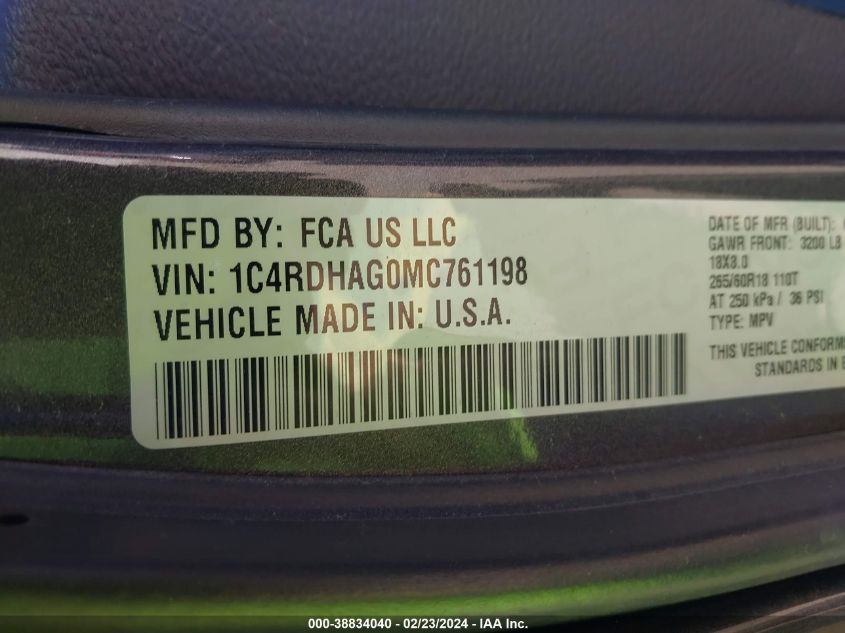 MFD BY: FCA US LLC
VIN: 1C4RDHAG0MC761198
VEHICLE MADE IN: U.S.A.
DATE OF MFR (BUILT):
GAWR FRONT: 3200 LB
18X8.0
265/60R18 110T
AT 250 kPa / 36 PSI
TYPE: MPV
THIS VEHICLE CONFORM
STANDARDS IN
000-38834040 - 02/23/2024 - IAA Inc.